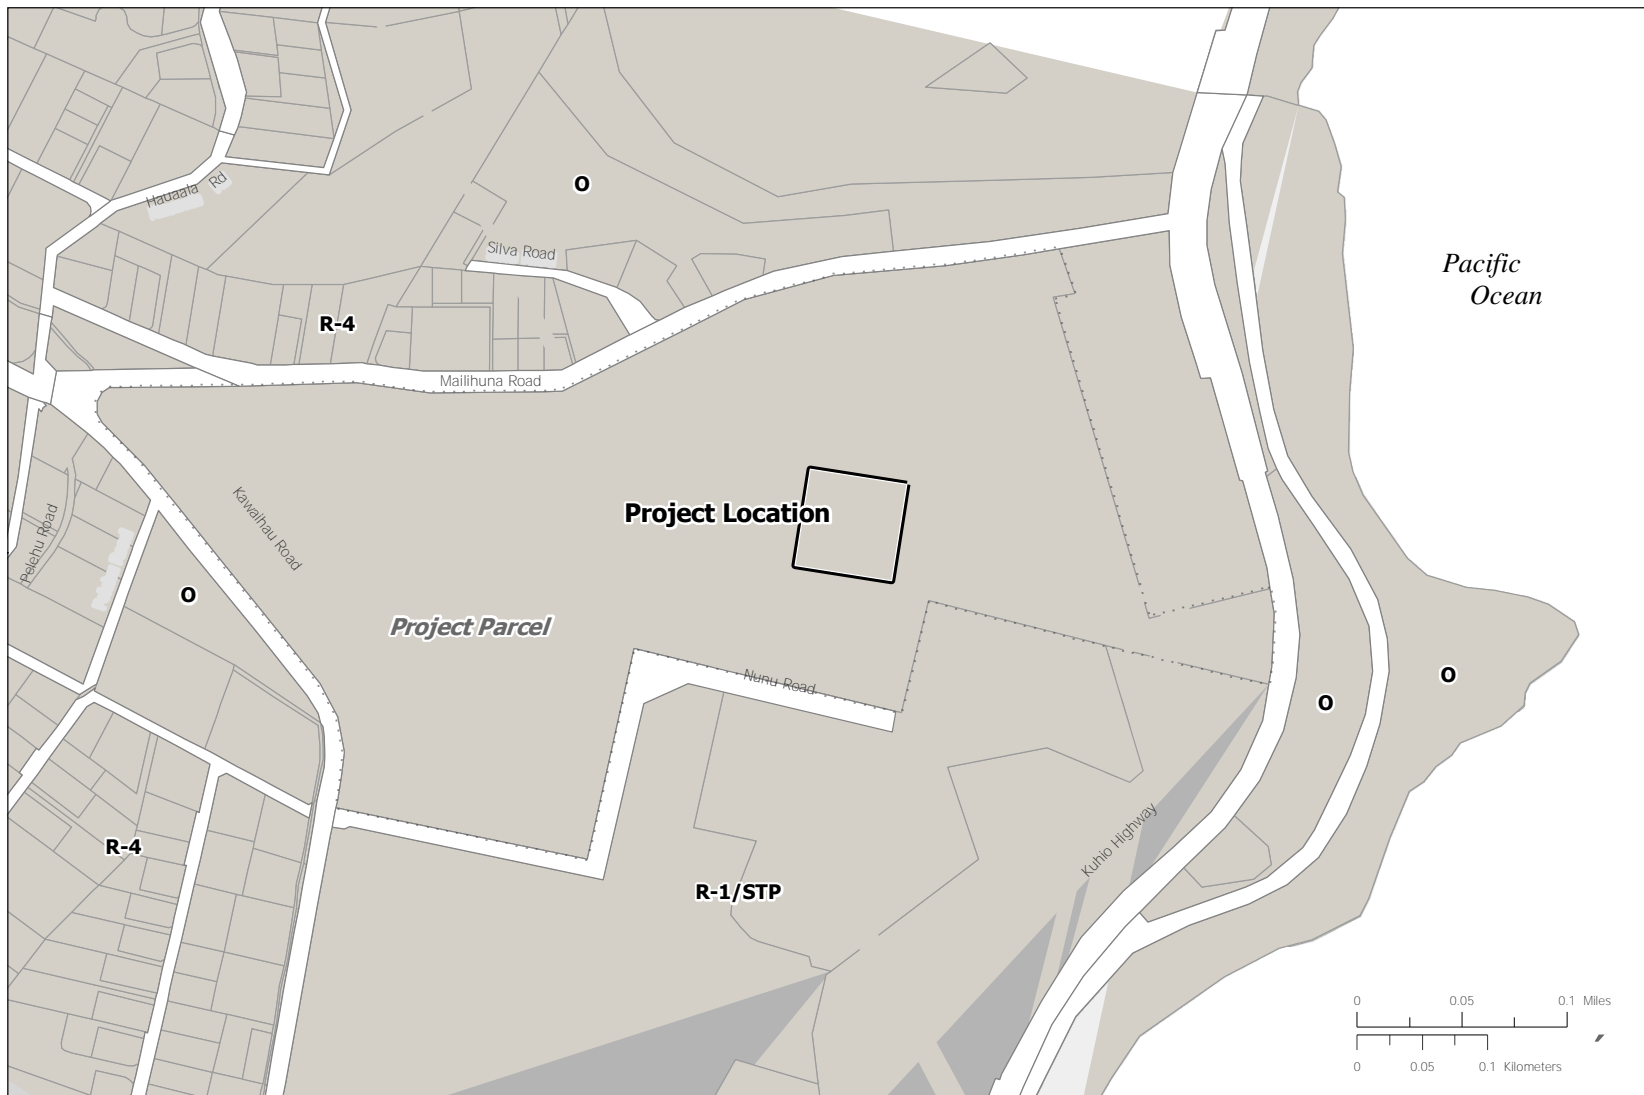 Hauaala Rd
O
Silva Road
Pacific
Ocean
R-4
Mailihuna Road
Kawaihau Road
Project Location
Pelehu Road
O
Project Parcel
Nunu Road
O
O
Kuhio Highway
R-4
R-1/STP
0 0.05 0.1 Miles
0 0.05 0.1 Kilometers